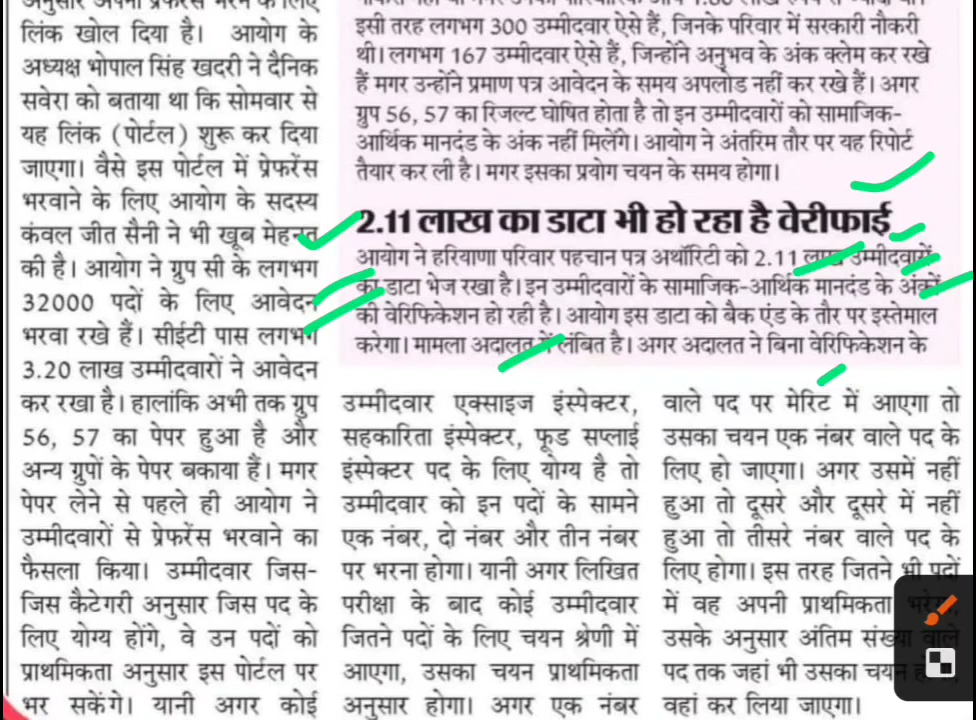 अनुसार अपनी प्रेफरेंस भरने के लिए
लिंक खोल दिया है। आयोग के
अध्यक्ष भोपाल सिंह खदरी ने दैनिक
सवेरा को बताया था कि सोमवार से
यह लिंक (पोर्टल) शुरू कर दिया
जाएगा। वैसे इस पोर्टल में प्रेफरेंस
भरवाने के लिए आयोग के सदस्य
कंवल जीत सैनी ने भी खूब मेहनत
की है। आयोग ने ग्रुप सी के लगभग
32000 पदों के लिए आवेदन
भरवा रखे हैं। सीईटी पास लगभग
3.20 लाख उम्मीदवारों ने आवेदन
कर रखा है। हालांकि अभी तक ग्रुप
56, 57 का पेपर हुआ है और
अन्य ग्रुपों के पेपर बकाया हैं। मगर
पेपर लेने से पहले ही आयोग ने
उम्मीदवारों से प्रेफरेंस भरवाने का
फैसला किया। उम्मीदवार जिस-
जिस कैटेगरी अनुसार जिस पद के
लिए योग्य होंगे, वे उन पदों को
प्राथमिकता अनुसार इस पोर्टल पर
भर सकेंगे। यानी अगर कोई
इसी तरह लगभग 300 उम्मीदवार ऐसे हैं, जिनके परिवार में सरकारी नौकरी
थी। लगभग 167 उम्मीदवार ऐसे हैं, जिन्होंने अनुभव के अंक क्लेम कर रखे
हैं मगर उन्होंने प्रमाण पत्र आवेदन के समय अपलोड नहीं कर रखे हैं। अगर
ग्रुप 56, 57 का रिजल्ट घोषित होता है तो इन उम्मीदवारों को सामाजिक-
आर्थिक मानदंड के अंक नहीं मिलेंगे। आयोग ने अंतरिम तौर पर यह रिपोर्ट
तैयार कर ली है। मगर इसका प्रयोग चयन के समय होगा।
2.11 लाख का डाटा भी हो रहा है वेरीफाई
आयोग ने हरियाणा परिवार पहचान पत्र अथॉरिटी को 2.11 लाख उम्मीदवारों
का डाटा भेज रखा है। इन उम्मीदवारों के सामाजिक-आर्थिक मानदंड के अंकों
की वेरिफिकेशन हो रही है। आयोग इस डाटा को बैक एंड के तौर पर इस्तेमाल
करेगा। मामला अदालत में लंबित है। अगर अदालत ने बिना वेरिफिकेशन के
उम्मीदवार एक्साइज इंस्पेक्टर,
सहकारिता इंस्पेक्टर, फूड सप्लाई
इंस्पेक्टर पद के लिए योग्य है तो
उम्मीदवार को इन पदों के सामने
एक नंबर, दो नंबर और तीन नंबर
पर भरना होगा। यानी अगर लिखित
परीक्षा के बाद कोई उम्मीदवार
जितने पदों के लिए चयन श्रेणी में
आएगा, उसका चयन प्राथमिकता
अनुसार होगा। अगर एक नंबर
वाले पद पर मेरिट में आएगा तो
उसका चयन एक नंबर वाले पद के
लिए हो जाएगा। अगर उसमें नहीं
हुआ तो दूसरे और दूसरे में नहीं
हुआ तो तीसरे नंबर वाले पद के
लिए होगा। इस तरह जितने भी पदों
में वह अपनी प्राथमिकता भरेगा,
उसके अनुसार अंतिम संख्या वाले
पद तक जहां भी उसका चयन
वहां कर लिया जाएगा।